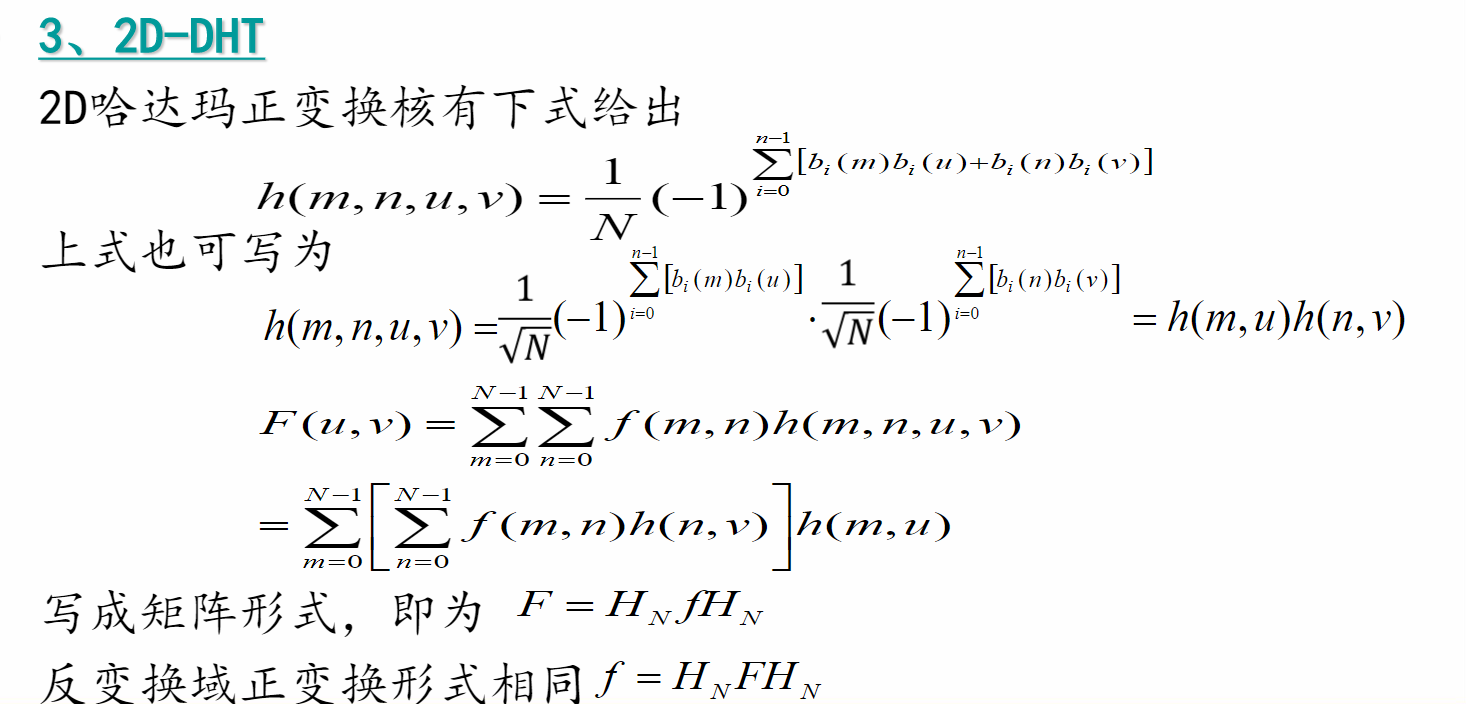 3、2D-DHT
2D哈达玛正变换核有下式给出
h(m,n,u,v) = \frac{1}{N}(-1)^{\sum_{i=0}^{n-1}[b_i(m)b_i(u)+b_i(n)b_i(v)]}
上式也可写为
h(m,n,u,v) = \frac{1}{\sqrt{N}}(-1)^{\sum_{i=0}^{n-1}[b_i(m)b_i(u)]} \cdot \frac{1}{\sqrt{N}}(-1)^{\sum_{i=0}^{n-1}[b_i(n)b_i(v)]} = h(m,u)h(n,v)
F(u,v) = \sum_{m=0}^{N-1}\sum_{n=0}^{N-1} f(m,n)h(m,n,u,v)
= \sum_{m=0}^{N-1}\left[\sum_{n=0}^{N-1} f(m,n)h(n,v)\right]h(m,u)
写成矩阵形式，即为 F = H_N fH_N
反变换域正变换形式相同 f = H_N FH_N